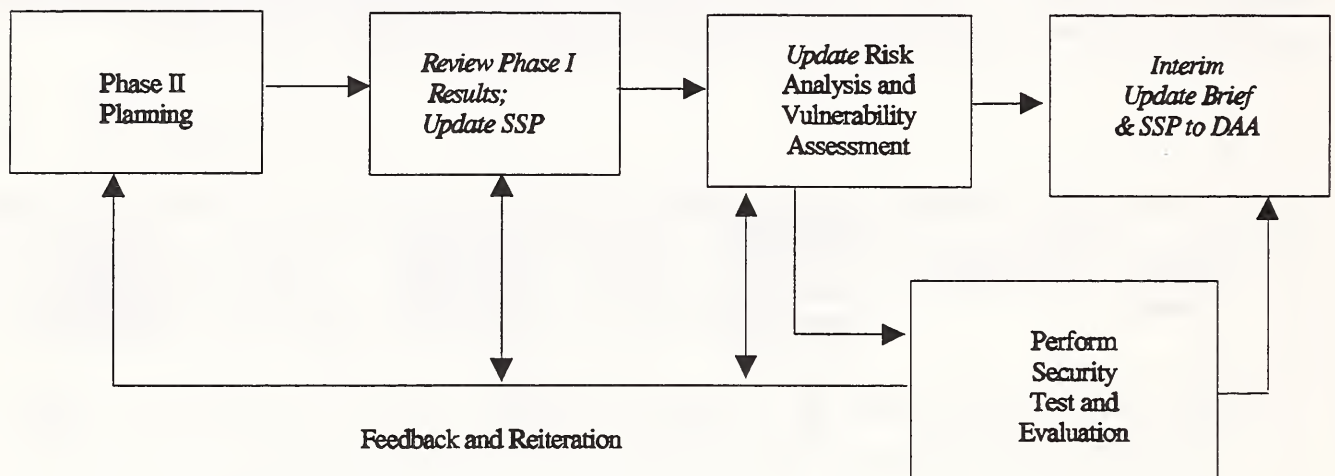 Phase II
Planning
Review Phase I
Results;
Update SSP
Update Risk
Analysis and
Vulnerability
Assessment
Interim
Update Brief
& SSP to DAA
Perform
Security
Test and
Evaluation
Feedback and Reiteration